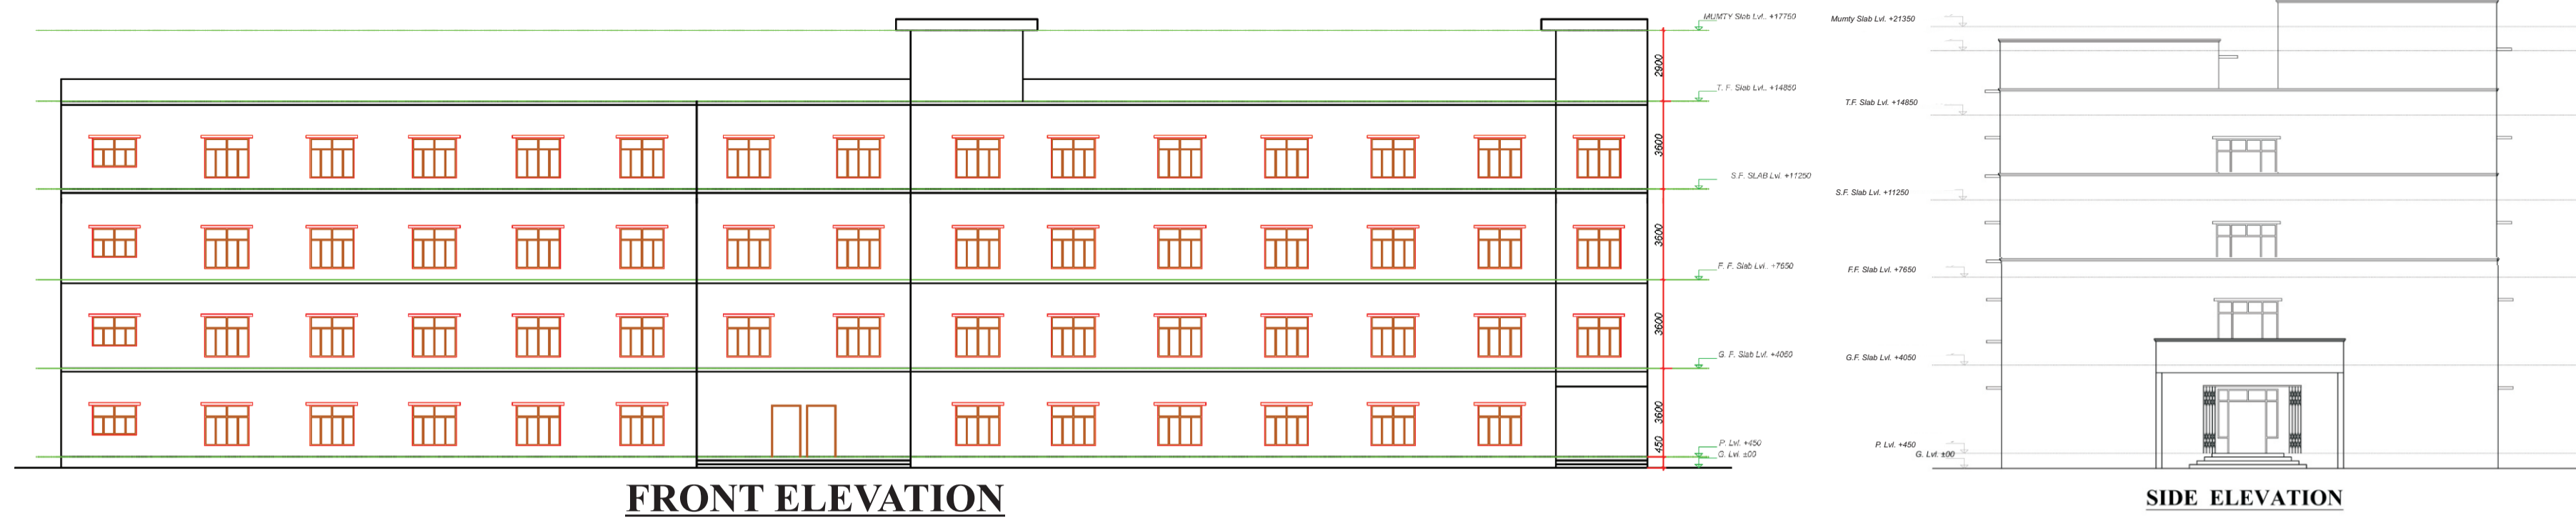 MUMTY Slab Lvl. +17750
2900
T. F. Slab Lvl. +14850
3600
S.F. SLAB Lvl. +11250
3600
F. F. Slab Lvl. +7650
3600
G. F. Slab Lvl. +4050
3600
450
P. Lvl. +450
G. Lvl. ±00
FRONT ELEVATION
Mumty Slab Lvl. +21350
T.F. Slab Lvl. +14850
S.F. Slab Lvl. +11250
F.F. Slab Lvl. +7650
G.F. Slab Lvl. +4050
P. Lvl. +450
G. Lvl. ±00
SIDE ELEVATION